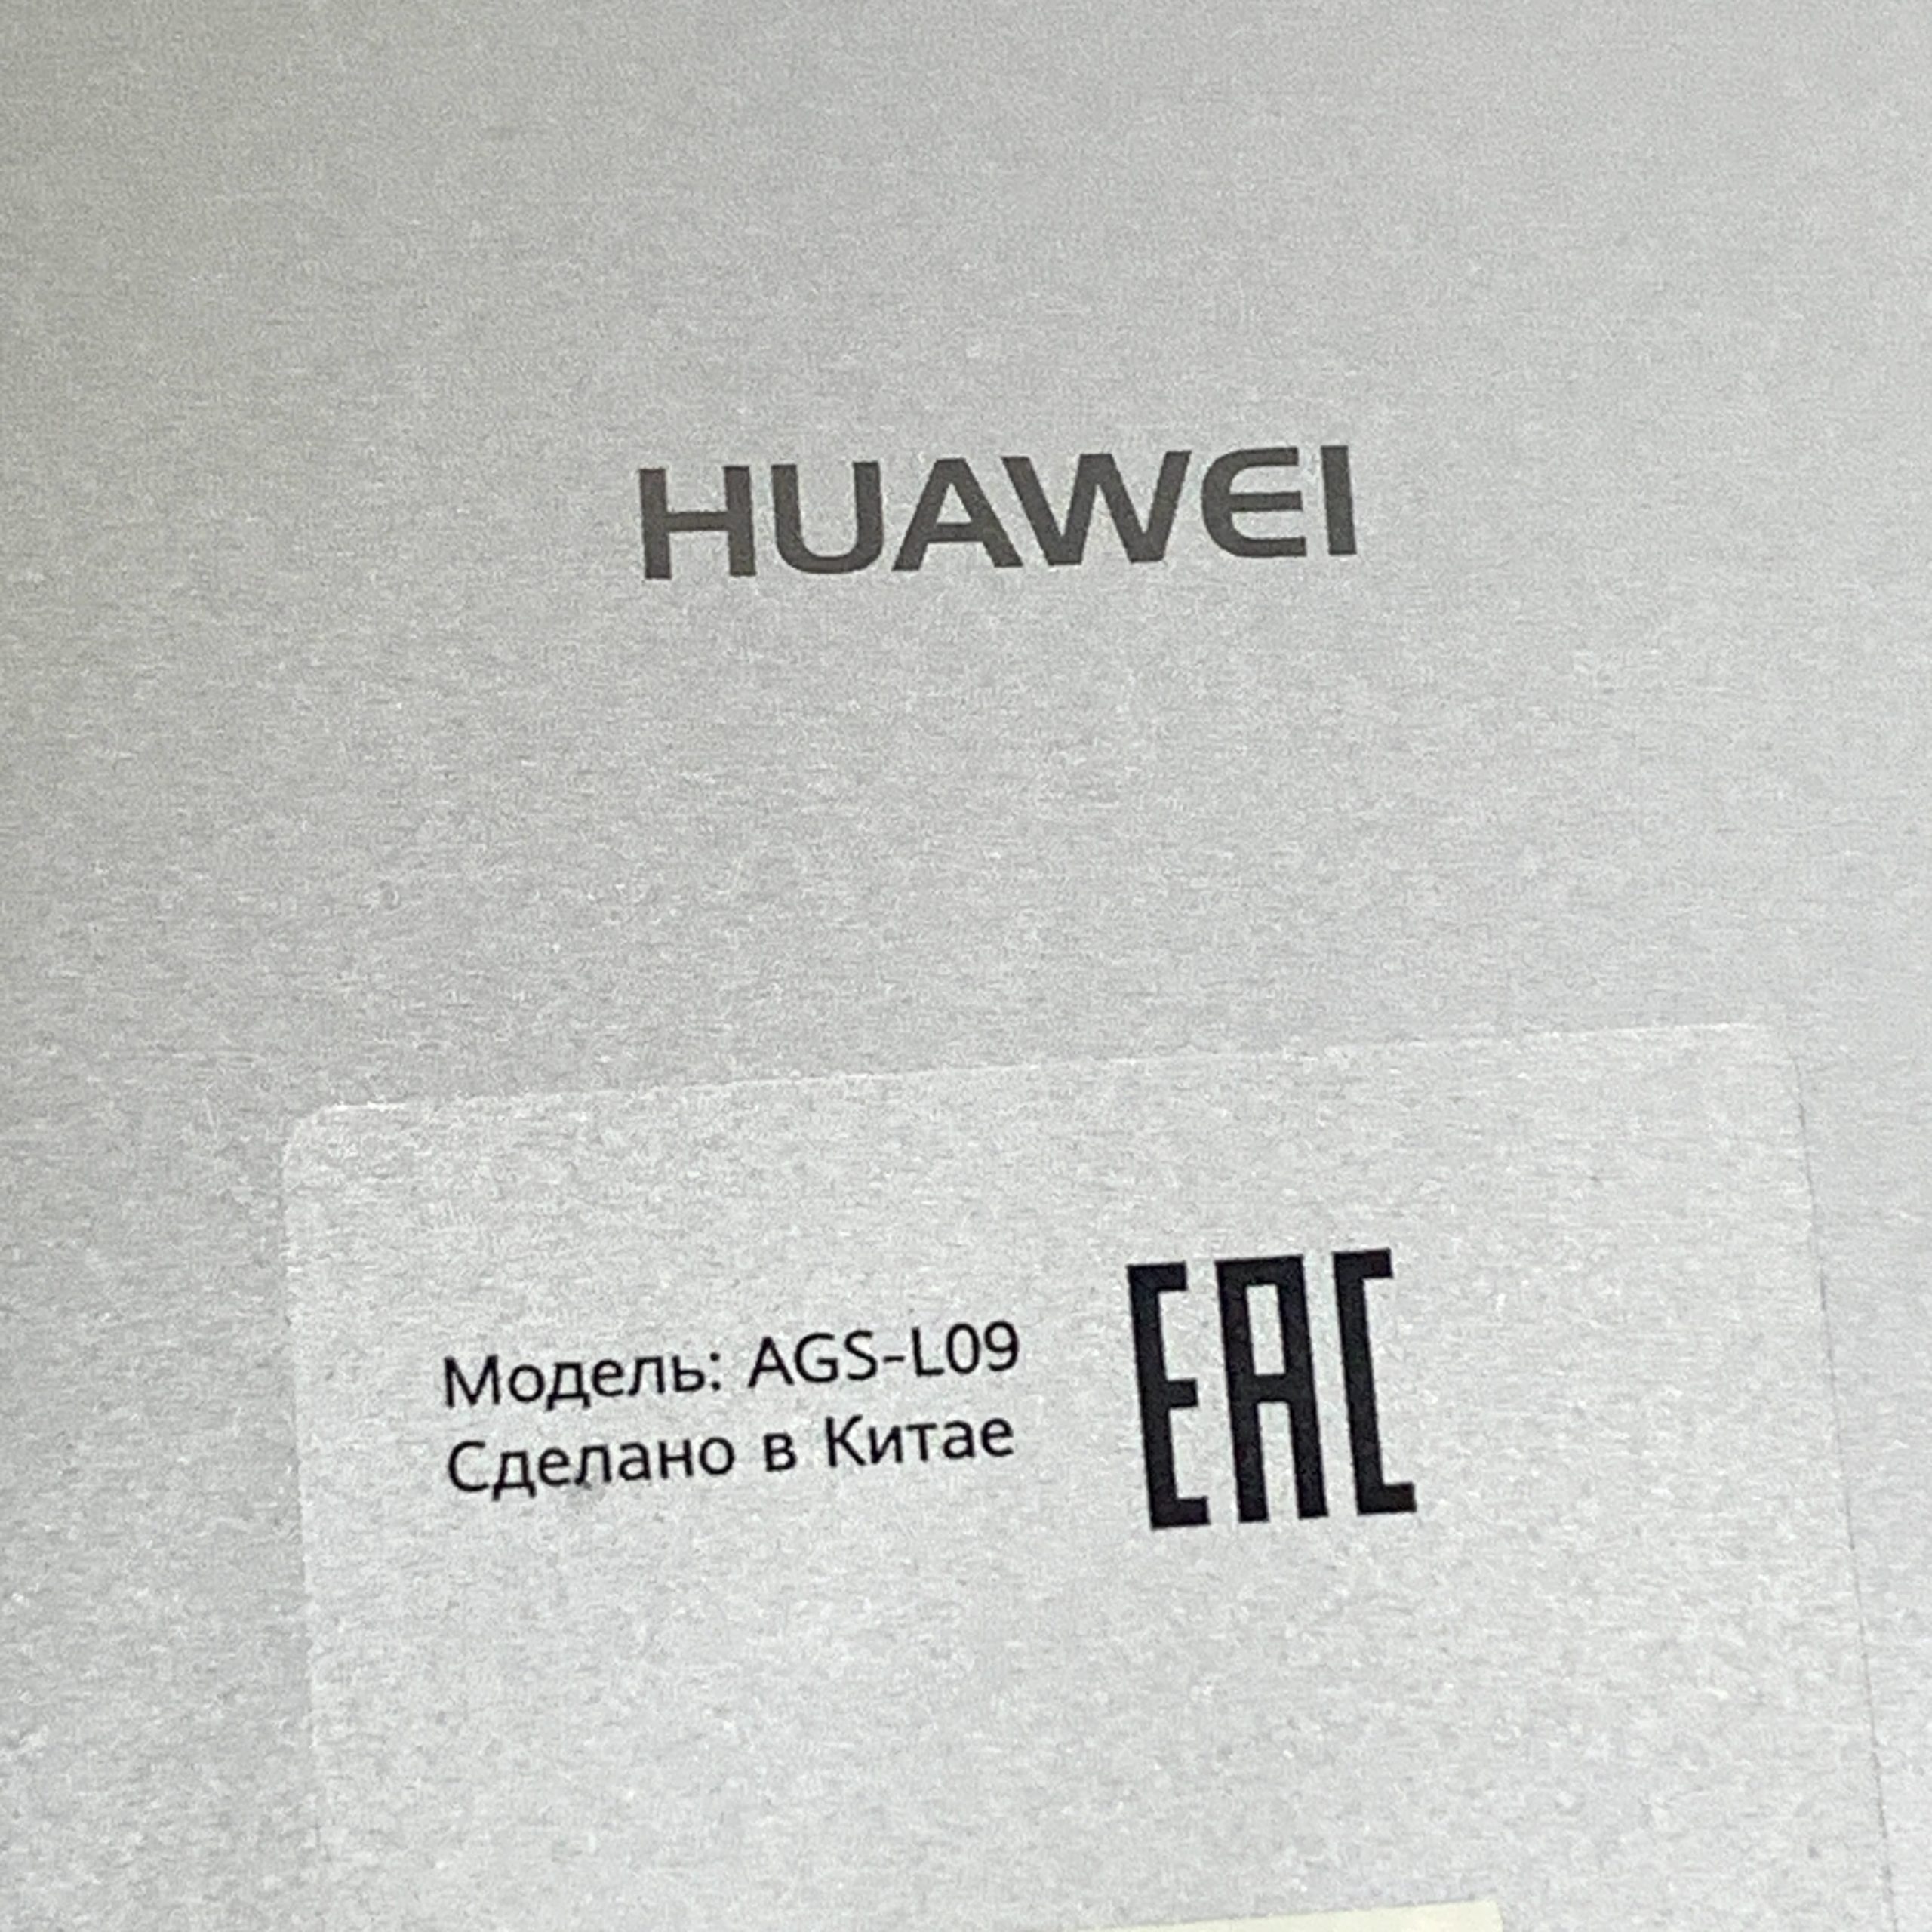 HUAWEI
Модель: AGS-L09
Сделано в Китае
EAC